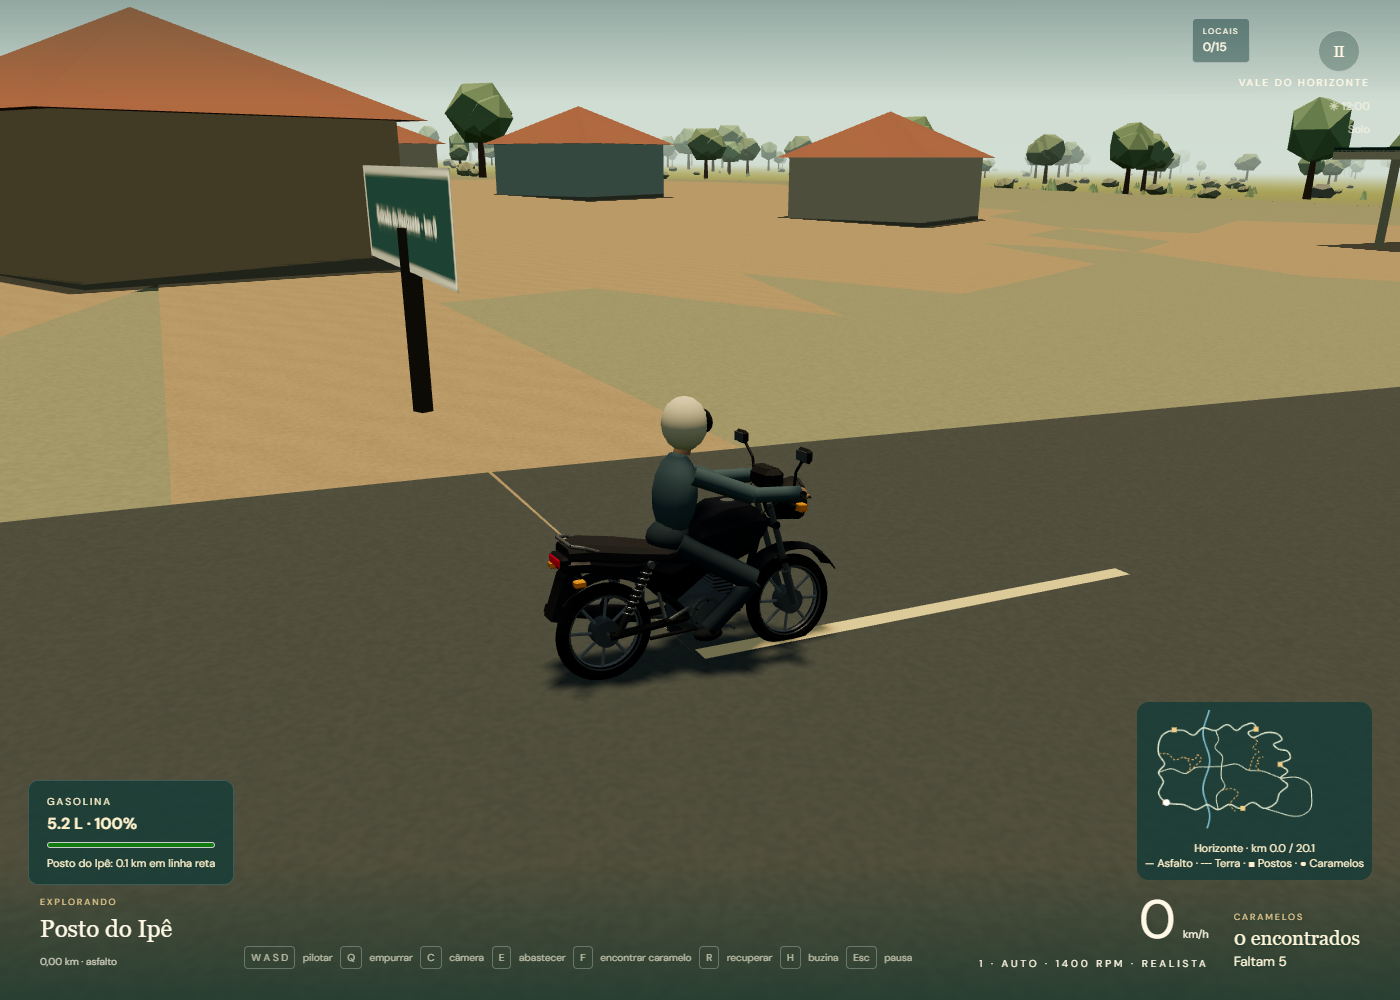 LOCAIS
0/15
II
VALE DO HORIZONTE
☀ 12:00
Solo
GASOLINA
5.2 L · 100%
Posto do Ipê: 0.1 km em linha reta
EXPLORANDO
Posto do Ipê
0,00 km · asfalto
WASD pilotar Q empurrar C câmera E abastecer F encontrar caramelo R recuperar H buzina Esc pausa
Horizonte · km 0.0 / 20.1
— Asfalto · --- Terra · ■ Postos · ● Caramelos
0 km/h
1 · AUTO · 1400 RPM · REALISTA
CARAMELOS
0 encontrados
Faltam 5